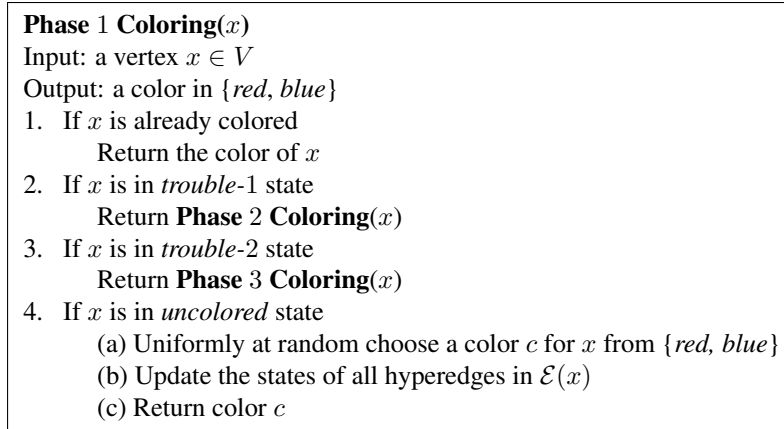 Phase 1 Coloring(x)
Input: a vertex x ∈ V
Output: a color in {red, blue}
1. If x is already colored
Return the color of x
2. If x is in trouble-1 state
Return Phase 2 Coloring(x)
3. If x is in trouble-2 state
Return Phase 3 Coloring(x)
4. If x is in uncolored state
(a) Uniformly at random choose a color c for x from {red, blue}
(b) Update the states of all hyperedges in ℰ(x)
(c) Return color c